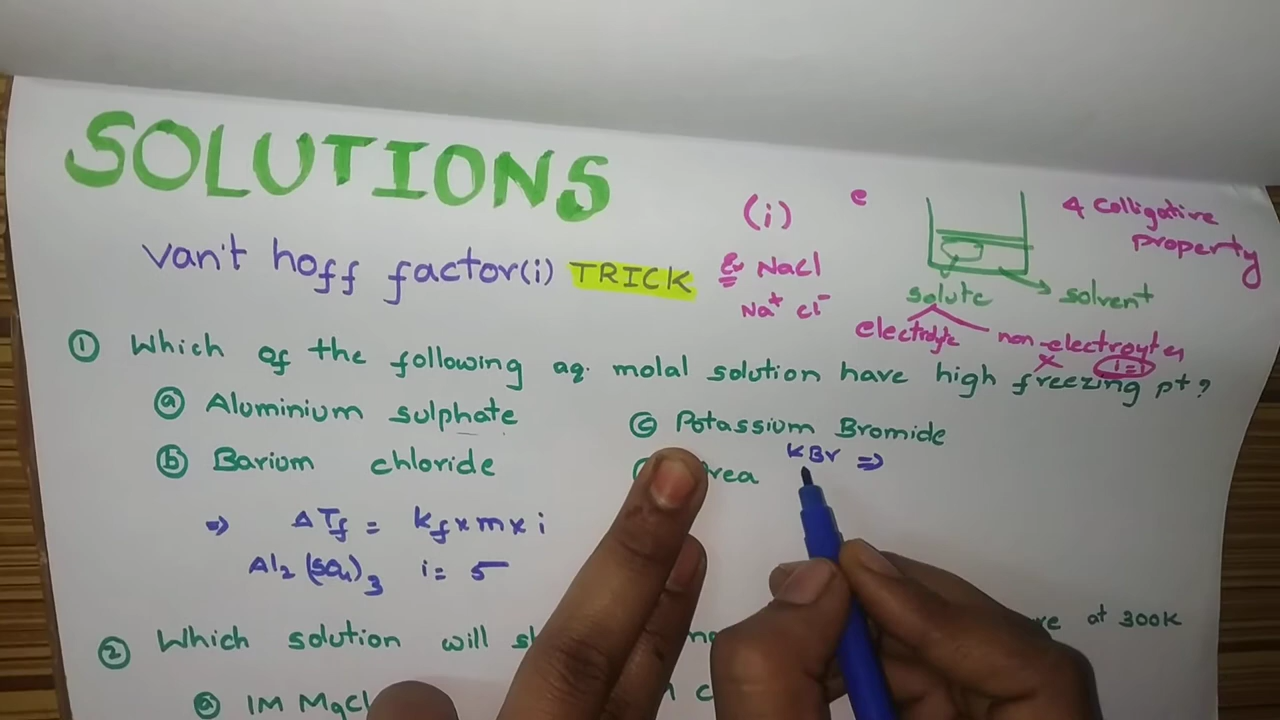 SOLUTIONS
van't hoff factor(i) TRICK
(i)
Ex NaCl
Na+ Cl-
e
4 Colligative
property
solute
solvent
electrolyte
non-electroytes
i=1
① Which of the following aq. molal solution have high freezing pt?
ⓐ Aluminium sulphate
ⓒ Potassium Bromide
KBr ⇒
ⓑ Barium chloride
rea
⇒ ΔTf = kf×m×i
Al2(SO4)3 i= 5
② Which solution will
at 300K
ⓐ 1M MgCl